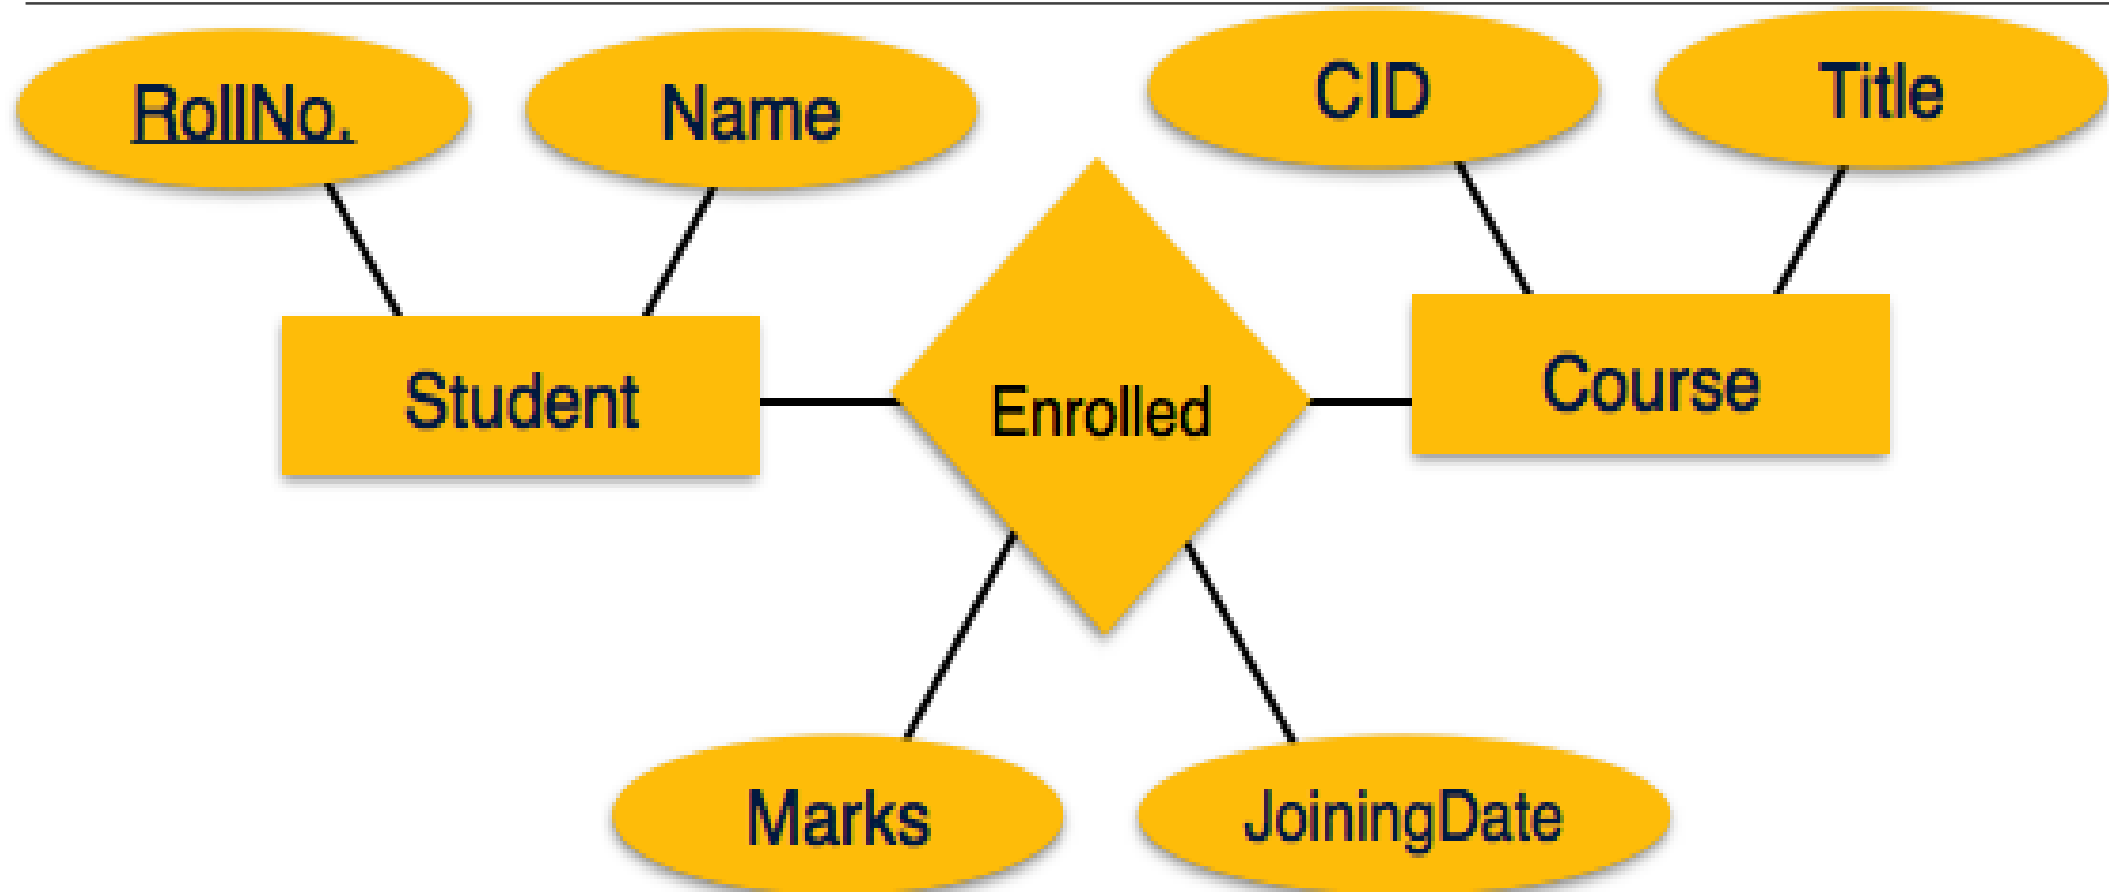 RollNo.
Name
CID
Title
Student
Enrolled
Course
Marks
JoiningDate